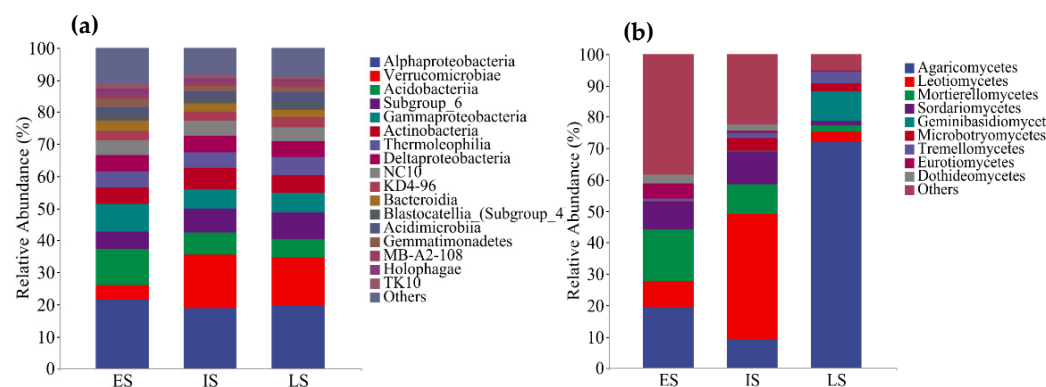 (a)
Relative Abundance (%)
100
90
80
70
60
50
40
30
20
10
0
ES IS LS
Alphaproteobacteria
Verrucomicrobiae
Acidobacteriia
Subgroup_6
Gammaproteobacteria
Actinobacteria
Thermoleophilia
Deltaproteobacteria
NC10
KD4-96
Bacteroidia
Blastocatellia_(Subgroup_4)
Acidimicrobiia
Gemmatimonadetes
MB-A2-108
Holophagae
TK10
Others
(b)
Relative Abundance (%)
100
90
80
70
60
50
40
30
20
10
0
ES IS LS
Agaricomycetes
Leotiomycetes
Mortierellomycetes
Sordariomycetes
Geminibasidiomycet
Microbotryomycetes
Tremellomycetes
Eurotiomycetes
Dothideomycetes
Others